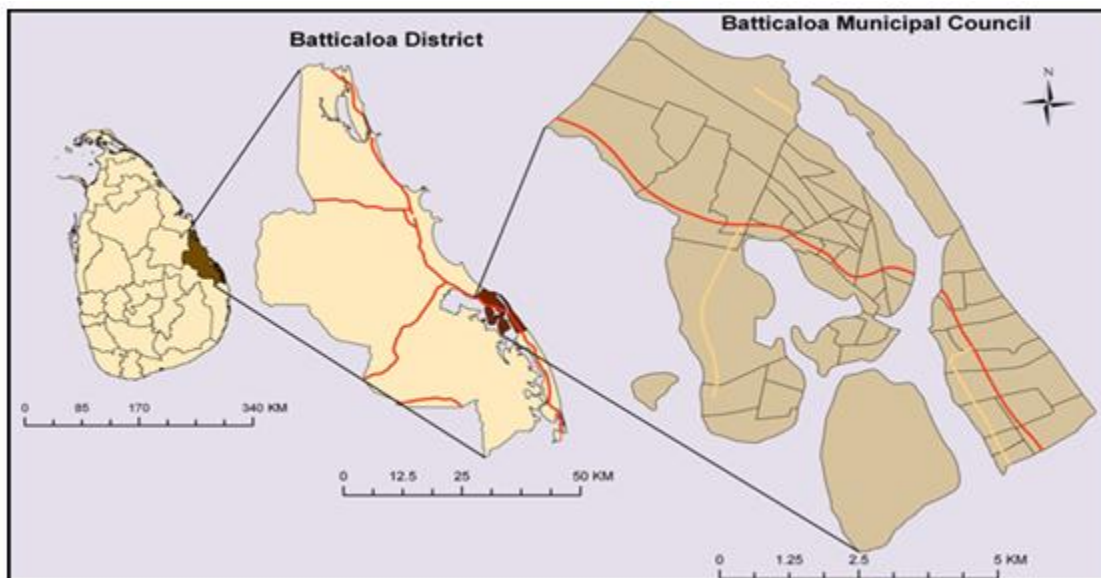 Batticaloa District
Batticaloa Municipal Council
N
0 85 170 340 KM
0 12.5 25 50 KM
0 1.25 2.5 5 KM